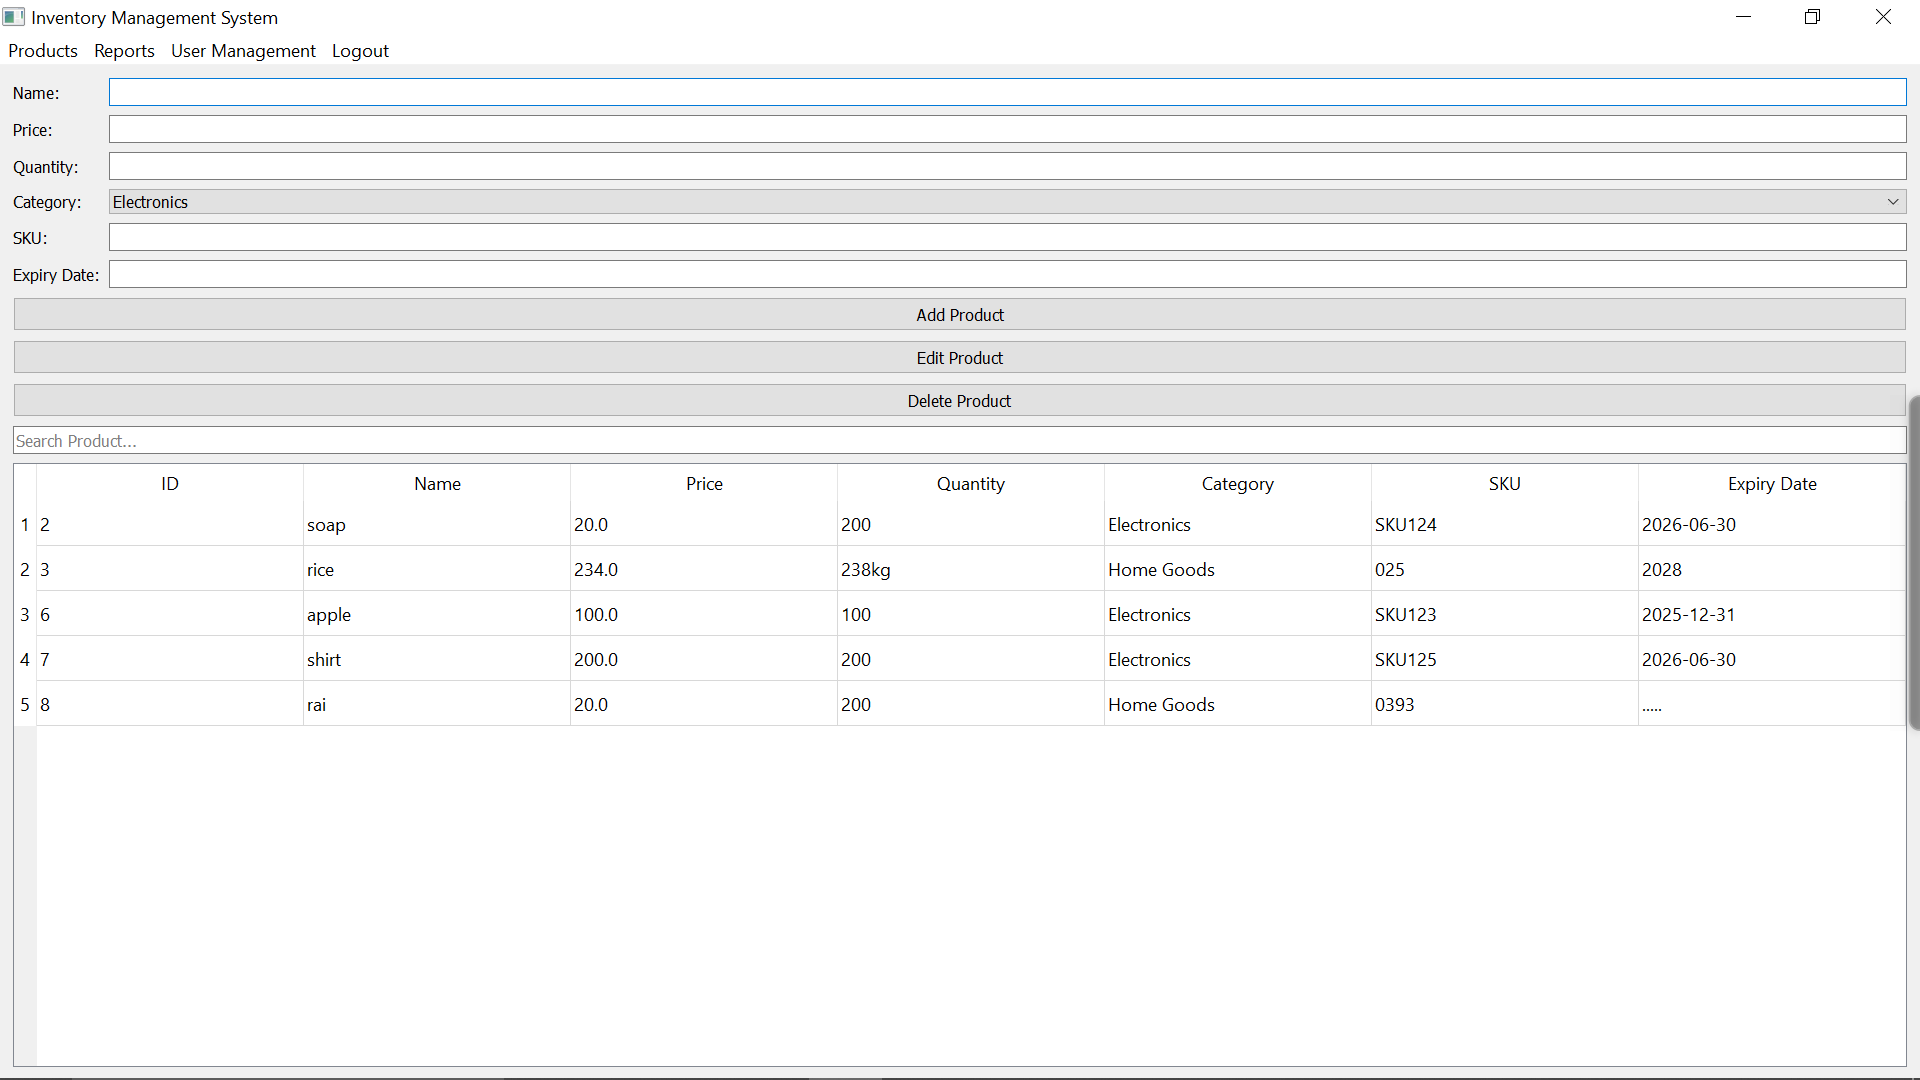 Inventory Management System
Products Reports User Management Logout
Name:
Price:
Quantity:
Category: Electronics
SKU:
Expiry Date:
Add Product
Edit Product
Delete Product
Search Product...
ID Name Price Quantity Category SKU Expiry Date
1 2 soap 20.0 200 Electronics SKU124 2026-06-30
2 3 rice 234.0 238kg Home Goods 025 2028
3 6 apple 100.0 100 Electronics SKU123 2025-12-31
4 7 shirt 200.0 200 Electronics SKU125 2026-06-30
5 8 rai 20.0 200 Home Goods 0393 .....